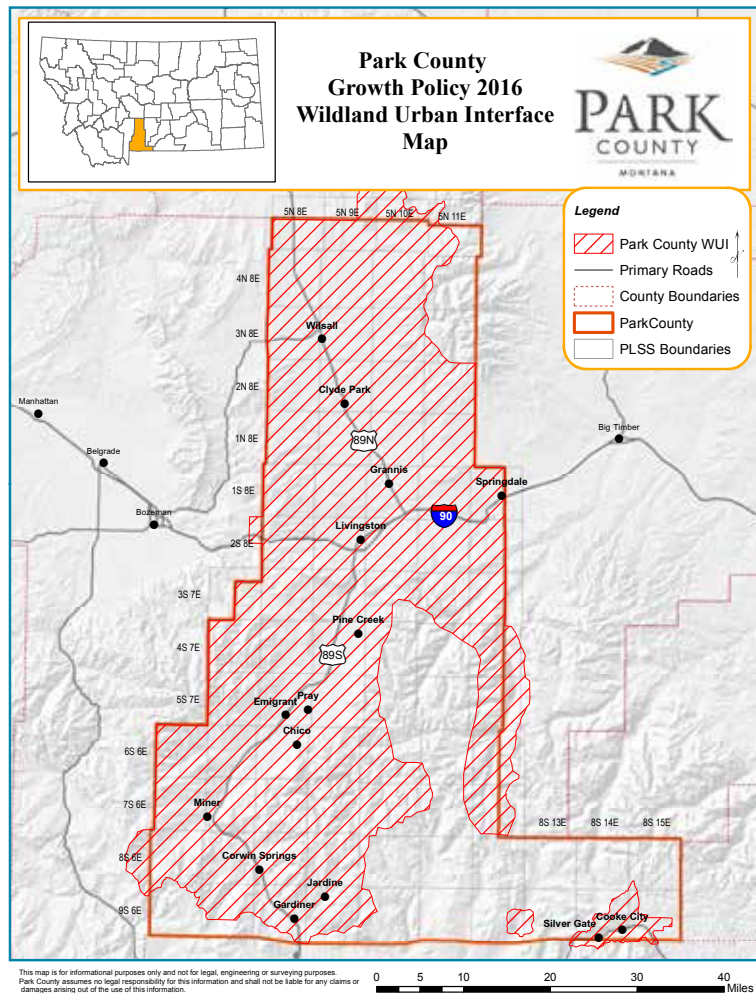 Park County
Growth Policy 2016
Wildland Urban Interface
Map
PARK
COUNTY
MONTANA
Legend
Park County WUI
Primary Roads
County Boundaries
ParkCounty
PLSS Boundaries
5N 8E
5N 9E
5N 10E
5N 11E
4N 8E
3N 8E
Wilsall
2N 8E
Clyde Park
Manhattan
1N 8E
89N
Big Timber
Belgrade
Grannis
1S 8E
Springdale
Bozeman
90
Livingston
2S 8E
3S 7E
Pine Creek
4S 7E
89S
5S 7E
Pray
Emigrant
Chico
6S 6E
7S 6E
Miner
8S 13E
8S 14E
8S 15E
8S 6E
Corwin Springs
Jardine
9S 6E
Gardiner
Silver Gate
Cooke City
This map is for informational purposes only and not for legal, engineering or surveying purposes.
Park County assumes no legal responsibility for this information and shall not be liable for any claims or
damages arising out of the use of this information.
0 5 10 20 30 40
Miles